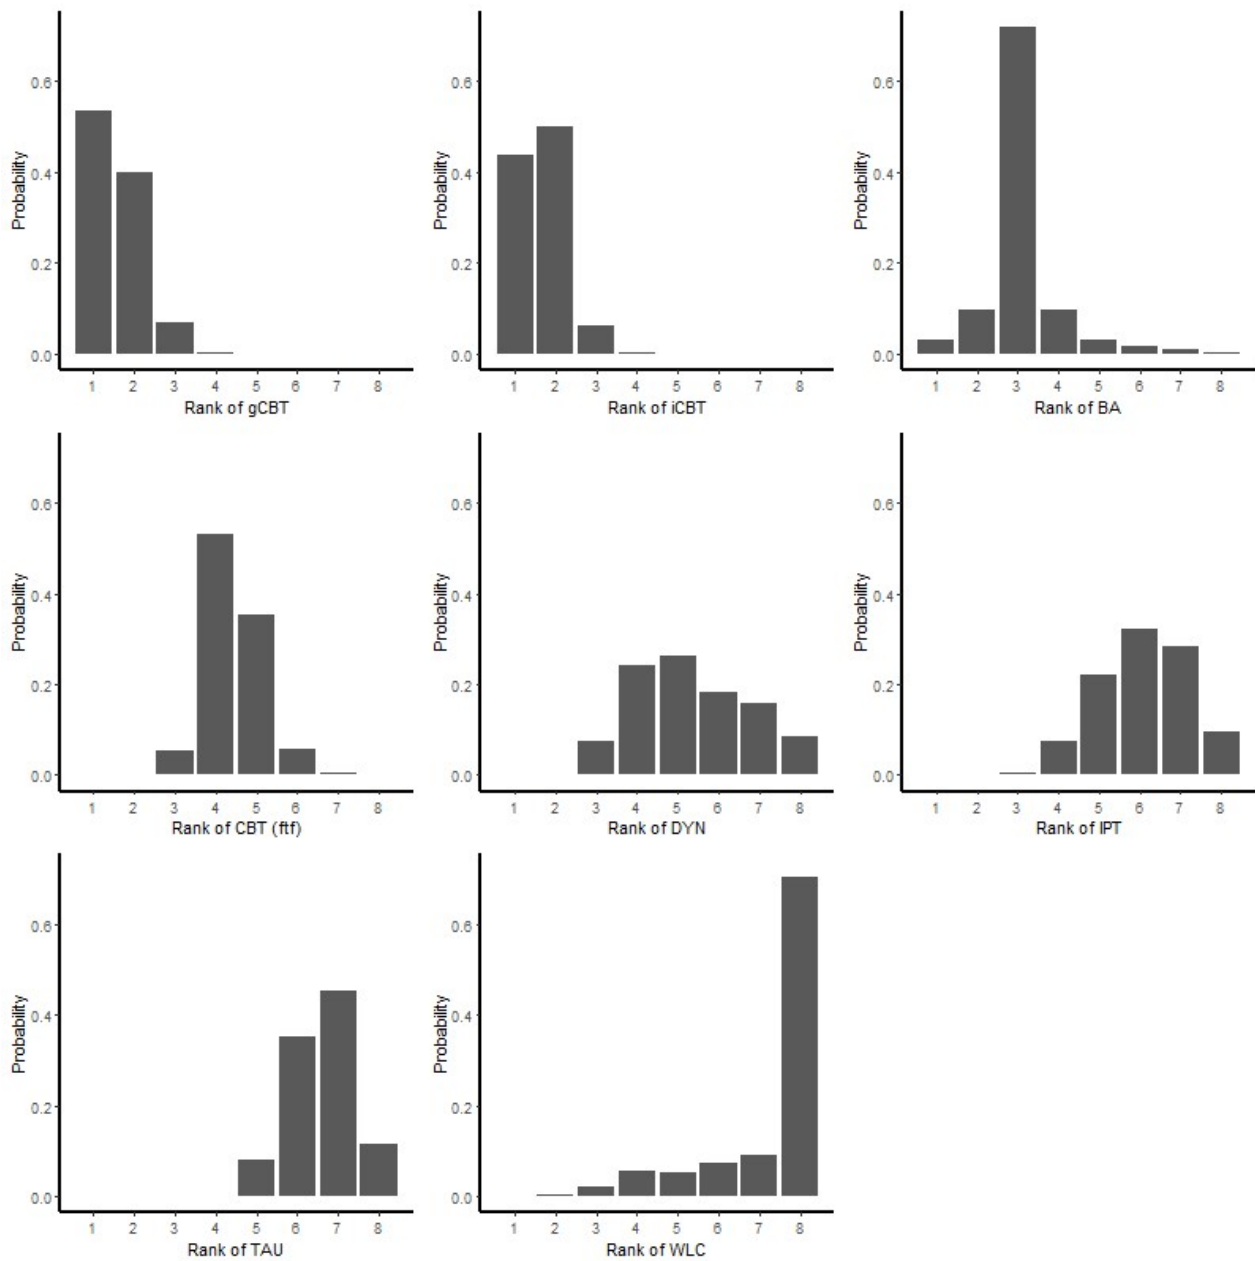 Probability
0.6
0.4
0.2
0.0
1 2 3 4 5 6 7 8
Rank of gCBT
Probability
0.6
0.4
0.2
0.0
1 2 3 4 5 6 7 8
Rank of iCBT
Probability
0.6
0.4
0.2
0.0
1 2 3 4 5 6 7 8
Rank of BA
Probability
0.6
0.4
0.2
0.0
1 2 3 4 5 6 7 8
Rank of CBT (ftf)
Probability
0.6
0.4
0.2
0.0
1 2 3 4 5 6 7 8
Rank of DYN
Probability
0.6
0.4
0.2
0.0
1 2 3 4 5 6 7 8
Rank of IPT
Probability
0.6
0.4
0.2
0.0
1 2 3 4 5 6 7 8
Rank of TAU
Probability
0.6
0.4
0.2
0.0
1 2 3 4 5 6 7 8
Rank of WLC